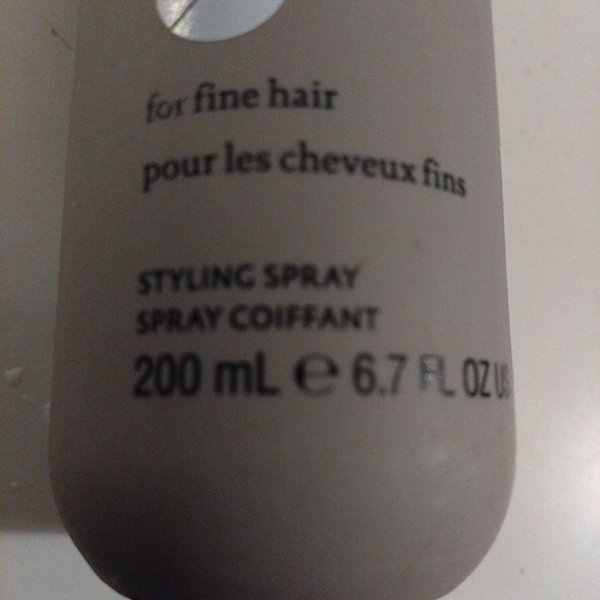 for fine hair
pour les cheveux fins
STYLING SPRAY
SPRAY COIFFANT
200 mL e 6.7 FL OZ US